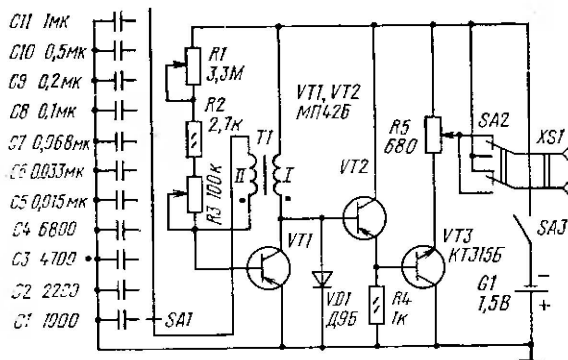 C11 1мк
C10 0,5мк
C9 0,2мк
C8 0,1мк
C7 0,068мк
C6 0,033мк
C5 0,015мк
C4 6800
C3 4700
C2 2200
C1 1000
SA1
R1
3,3М
R2
2,7к
R3 100к
T1
II
I
VT1, VT2
МП42Б
VT1
VD1
Д9Б
VT2
R4
1к
R5
680
VT3
КТ315Б
SA2
XS1
SA3
G1
1,5В
−
+